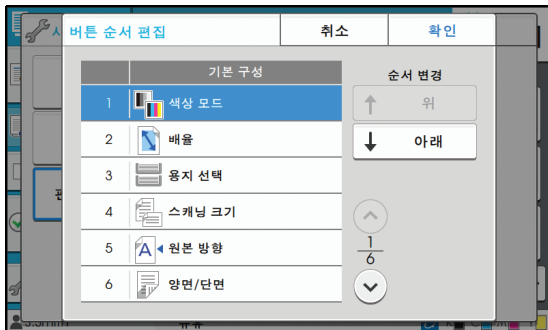 버튼 순서 편집
취소
확인
기본 구성
순서 변경
1 색상 모드
위
2 배율
아래
3 용지 선택
4 스캐닝 크기
5 원본 방향
1
6
6 양면/단면